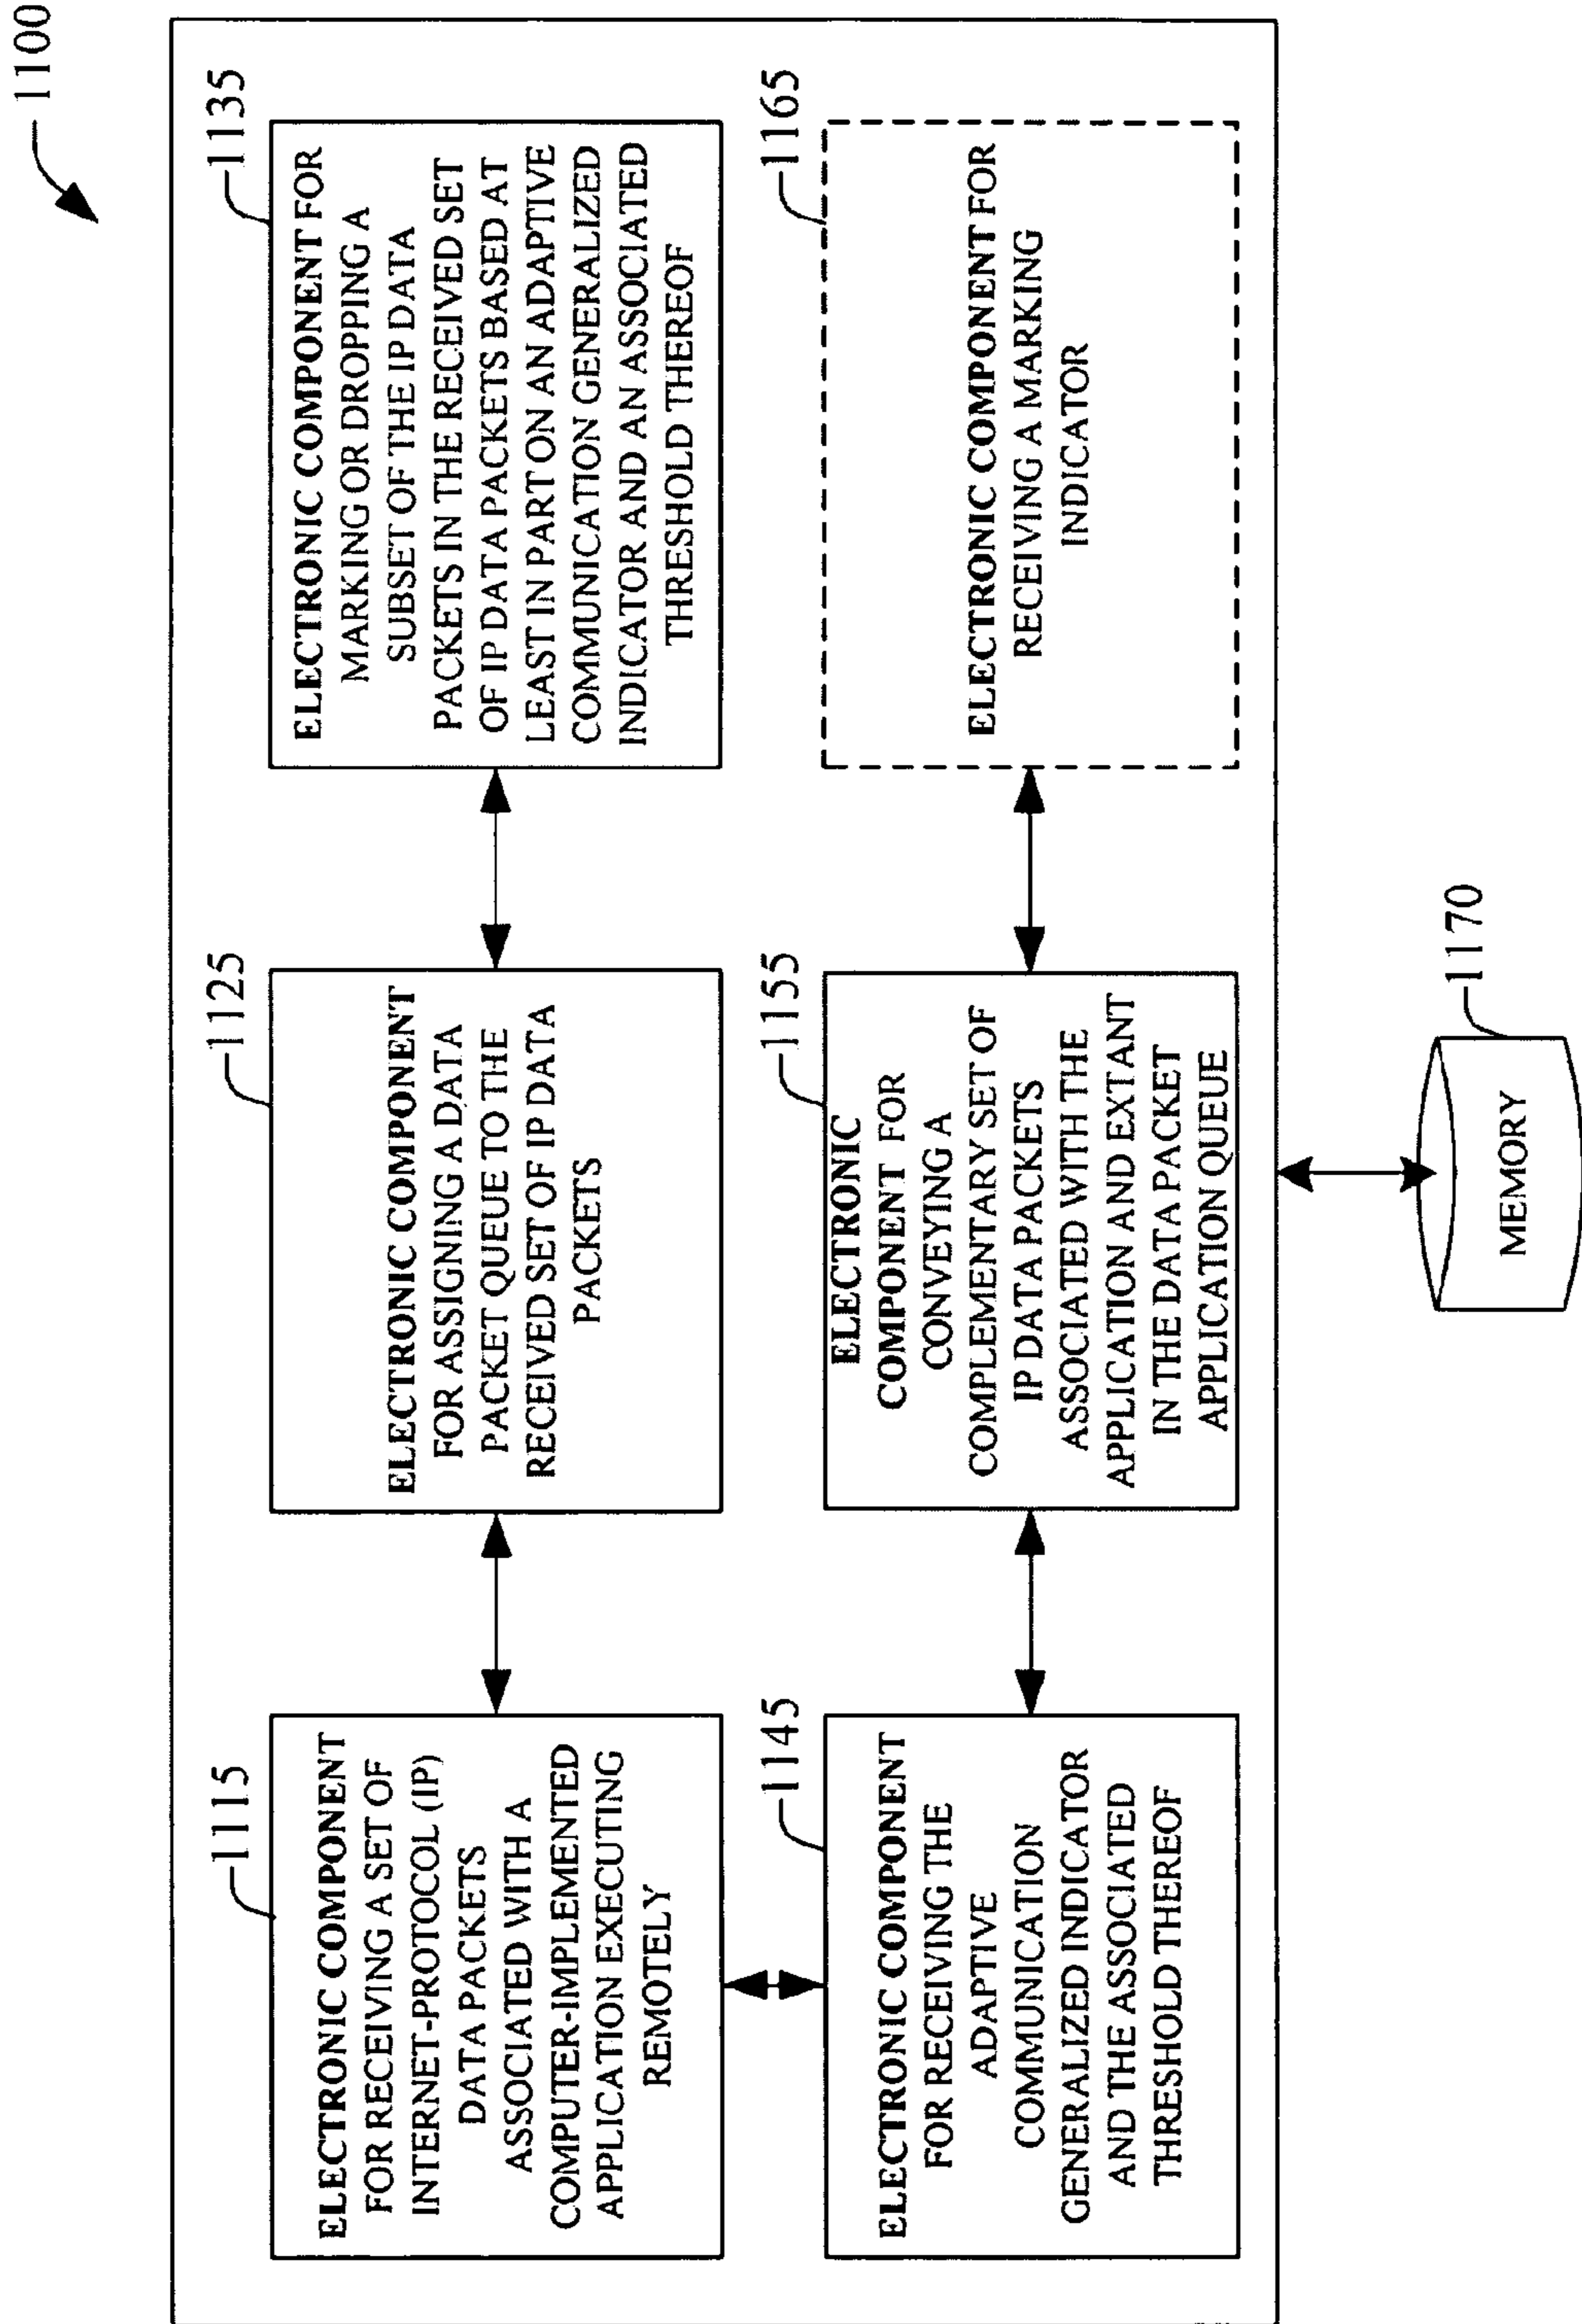 1100
1115
ELECTRONIC COMPONENT
FOR RECEIVING A SET OF
INTERNET-PROTOCOL (IP)
DATA PACKETS
ASSOCIATED WITH A
COMPUTER-IMPLEMENTED
APPLICATION EXECUTING
REMOTELY
1125
ELECTRONIC COMPONENT
FOR ASSIGNING A DATA
PACKET QUEUE TO THE
RECEIVED SET OF IP DATA
PACKETS
1135
ELECTRONIC COMPONENT FOR
MARKING OR DROPPING A
SUBSET OF THE IP DATA
PACKETS IN THE RECEIVED SET
OF IP DATA PACKETS BASED AT
LEAST IN PART ON AN ADAPTIVE
COMMUNICATION GENERALIZED
INDICATOR AND AN ASSOCIATED
THRESHOLD THEREOF
1145
ELECTRONIC COMPONENT
FOR RECEIVING THE
ADAPTIVE
COMMUNICATION
GENERALIZED INDICATOR
AND THE ASSOCIATED
THRESHOLD THEREOF
1155
ELECTRONIC
COMPONENT FOR
CONVEYING A
COMPLEMENTARY SET OF
IP DATA PACKETS
ASSOCIATED WITH THE
APPLICATION AND EXTANT
IN THE DATA PACKET
APPLICATION QUEUE
1165
ELECTRONIC COMPONENT FOR
RECEIVING A MARKING
INDICATOR
1170
MEMORY